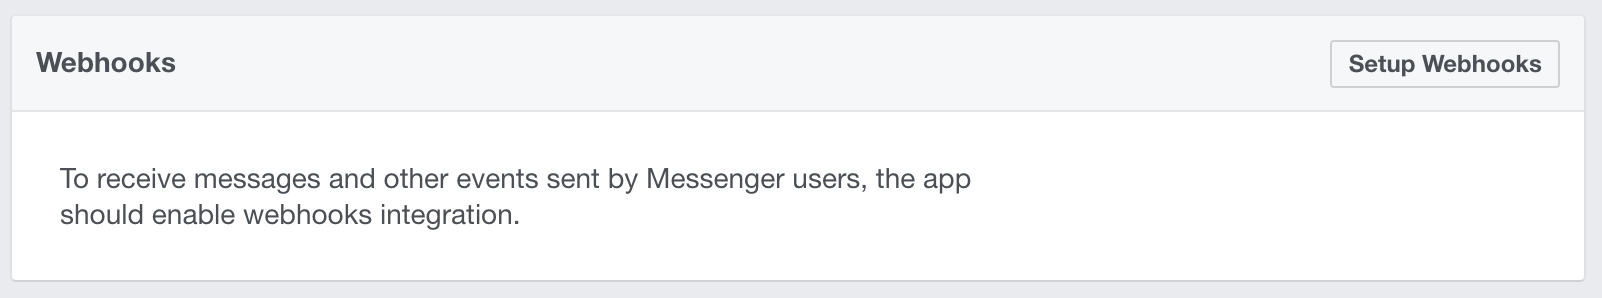 Webhooks
Setup Webhooks
To receive messages and other events sent by Messenger users, the app
should enable webhooks integration.